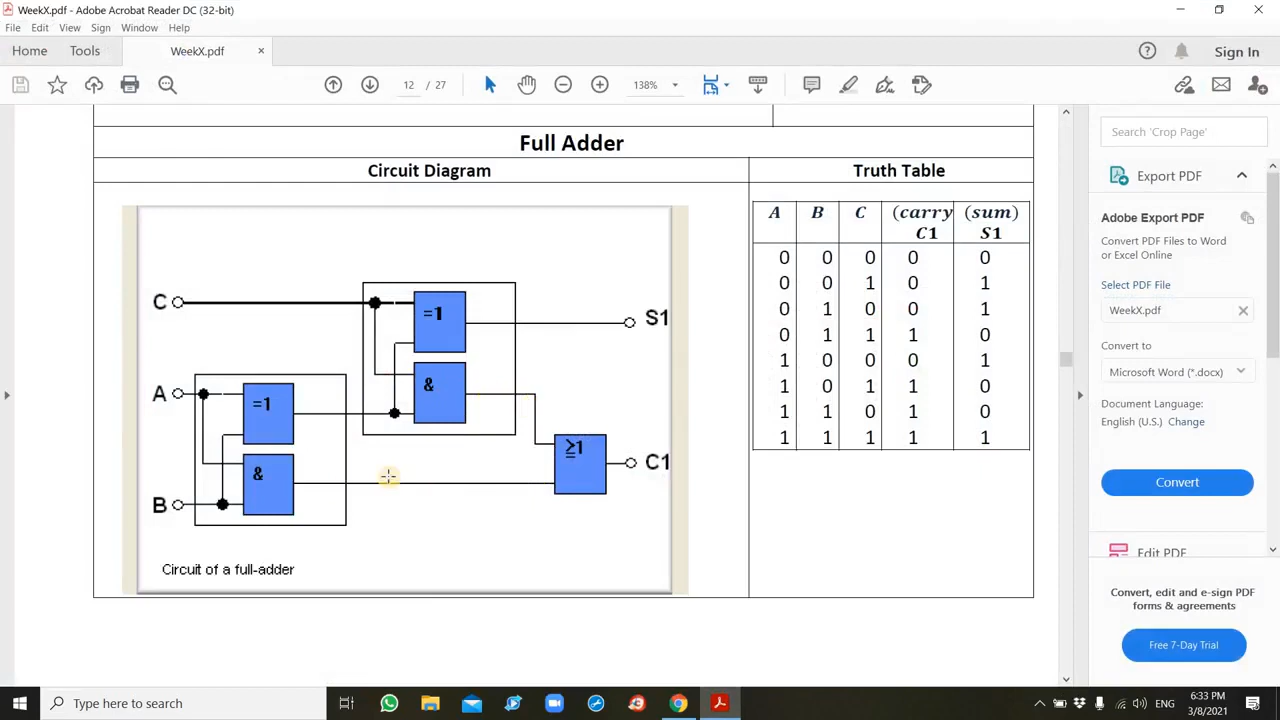 WeekX.pdf - Adobe Acrobat Reader DC (32-bit)
File Edit View Sign Window Help
Home Tools WeekX.pdf × Sign In
12 / 27 138%
Full Adder
Circuit Diagram Truth Table
A B C (carry (sum)
C1 S1
0 0 0 0 0
0 0 1 0 1
0 1 0 0 1
0 1 1 1 0
1 0 0 0 1
1 0 1 1 0
1 1 0 1 0
1 1 1 1 1
C =1 S1
&
A =1
≥1 C1
&
B
Circuit of a full-adder
Search 'Crop Page'
Export PDF
Adobe Export PDF
Convert PDF Files to Word
or Excel Online
Select PDF File
WeekX.pdf
Convert to
Microsoft Word (*.docx)
Document Language:
English (U.S.) Change
Convert
Edit PDF
Convert, edit and e-sign PDF
forms & agreements
Free 7-Day Trial
Type here to search
ENG
6:33 PM
3/8/2021